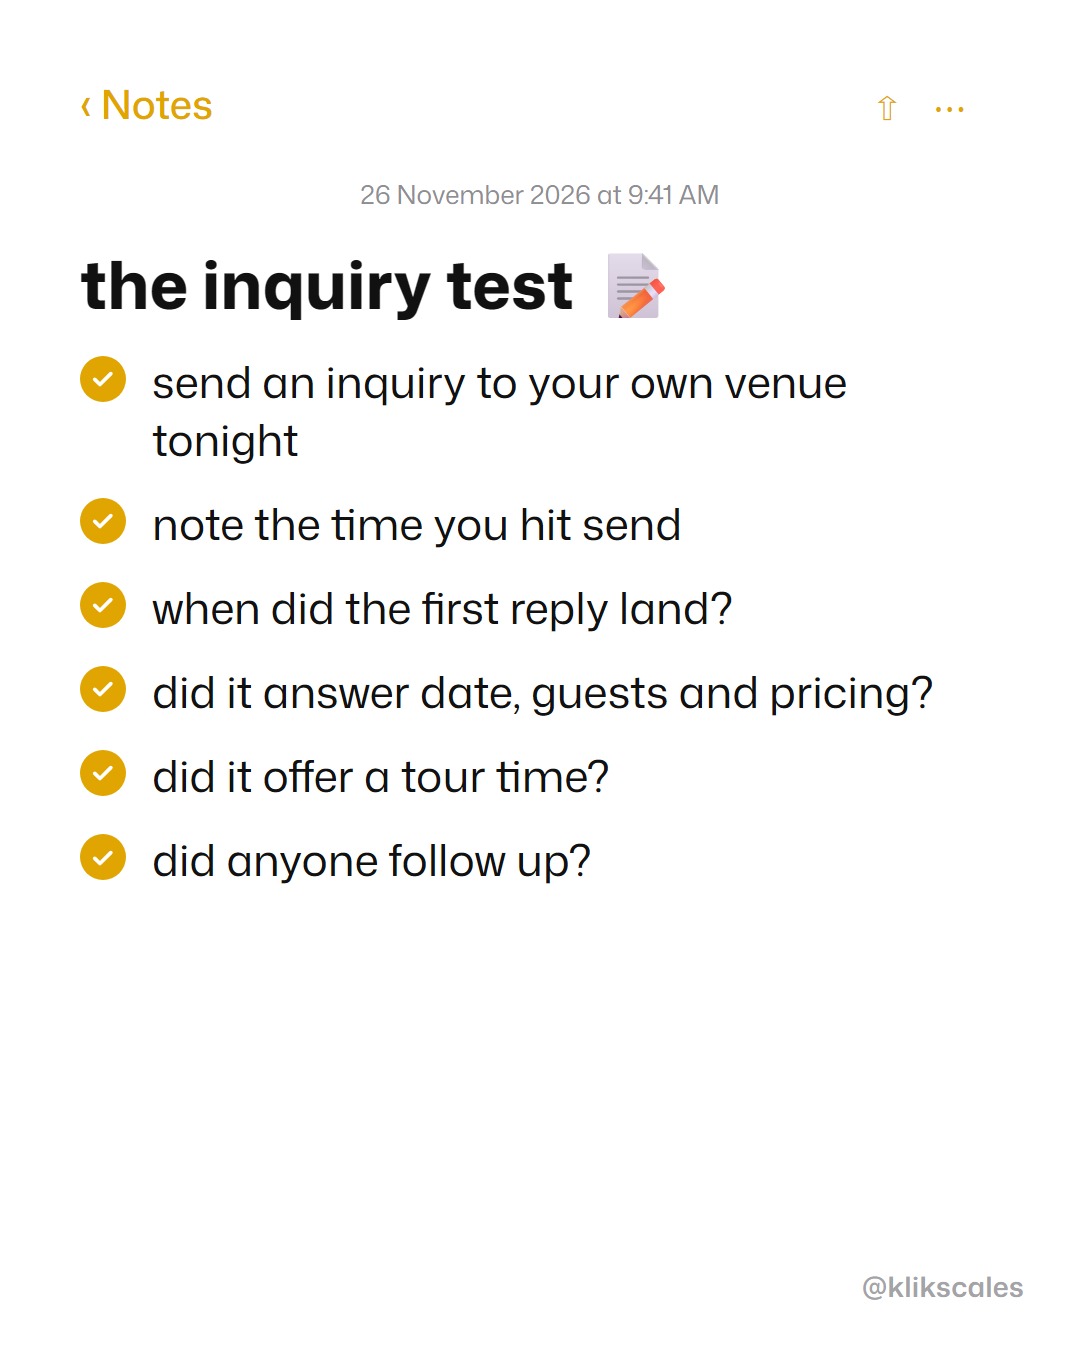 ‹ Notes
⇧ ...
26 November 2026 at 9:41 AM
the inquiry test 📝
send an inquiry to your own venue
tonight
note the time you hit send
when did the first reply land?
did it answer date, guests and pricing?
did it offer a tour time?
did anyone follow up?
@klikscales